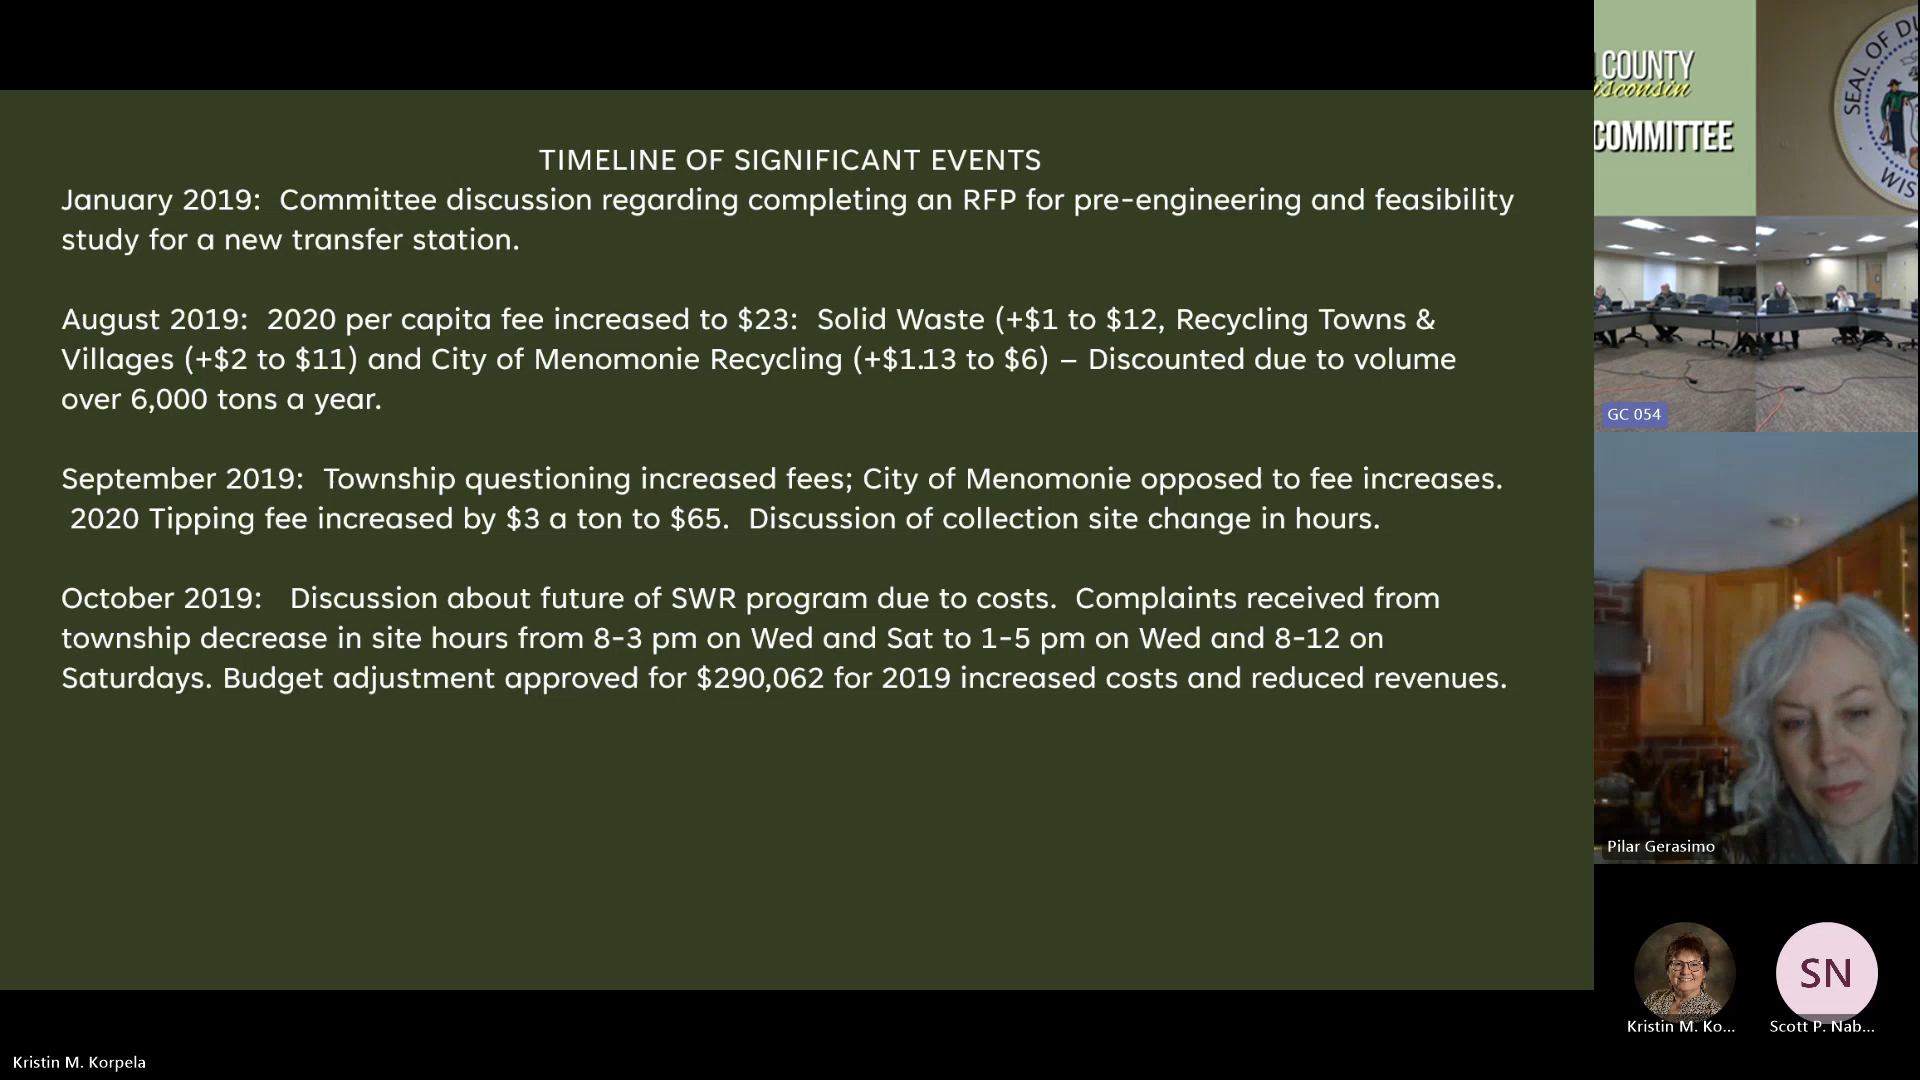 TIMELINE OF SIGNIFICANT EVENTS
January 2019:  Committee discussion regarding completing an RFP for pre-engineering and feasibility
study for a new transfer station.
August 2019:  2020 per capita fee increased to $23:  Solid Waste (+$1 to $12, Recycling Towns &
Villages (+$2 to $11) and City of Menomonie Recycling (+$1.13 to $6) – Discounted due to volume
over 6,000 tons a year.
September 2019:  Township questioning increased fees; City of Menomonie opposed to fee increases.
2020 Tipping fee increased by $3 a ton to $65.  Discussion of collection site change in hours.
October 2019:   Discussion about future of SWR program due to costs.  Complaints received from
township decrease in site hours from 8-3 pm on Wed and Sat to 1-5 pm on Wed and 8-12 on
Saturdays. Budget adjustment approved for $290,062 for 2019 increased costs and reduced revenues.
COUNTY
isconsin
COMMITTEE
SEAL OF DU
WIS
GC 054
Pilar Gerasimo
SN
Kristin M. Ko...
Scott P. Nab...
Kristin M. Korpela